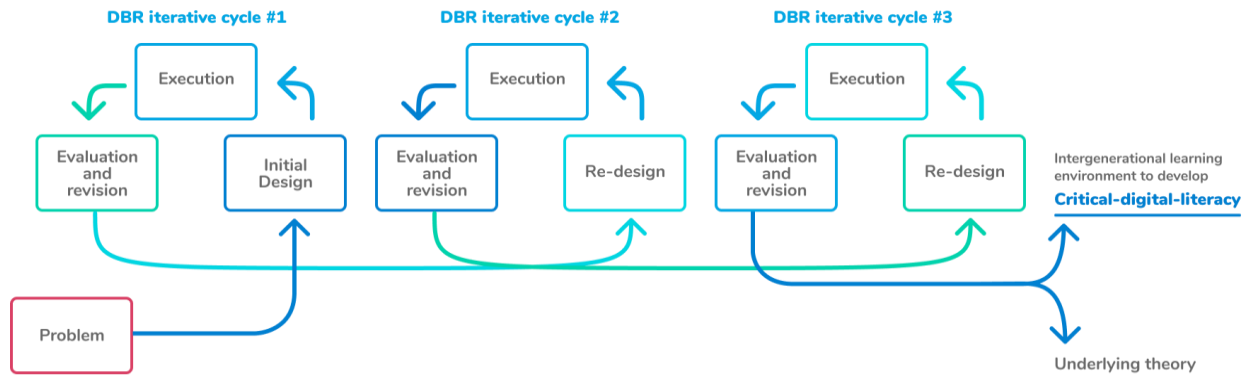 DBR iterative cycle #1
Execution
Evaluation
and
revision
Initial
Design
Problem
DBR iterative cycle #2
Execution
Evaluation
and
revision
Re-design
DBR iterative cycle #3
Execution
Evaluation
and
revision
Re-design
Intergenerational learning
environment to develop
Critical-digital-literacy
Underlying theory